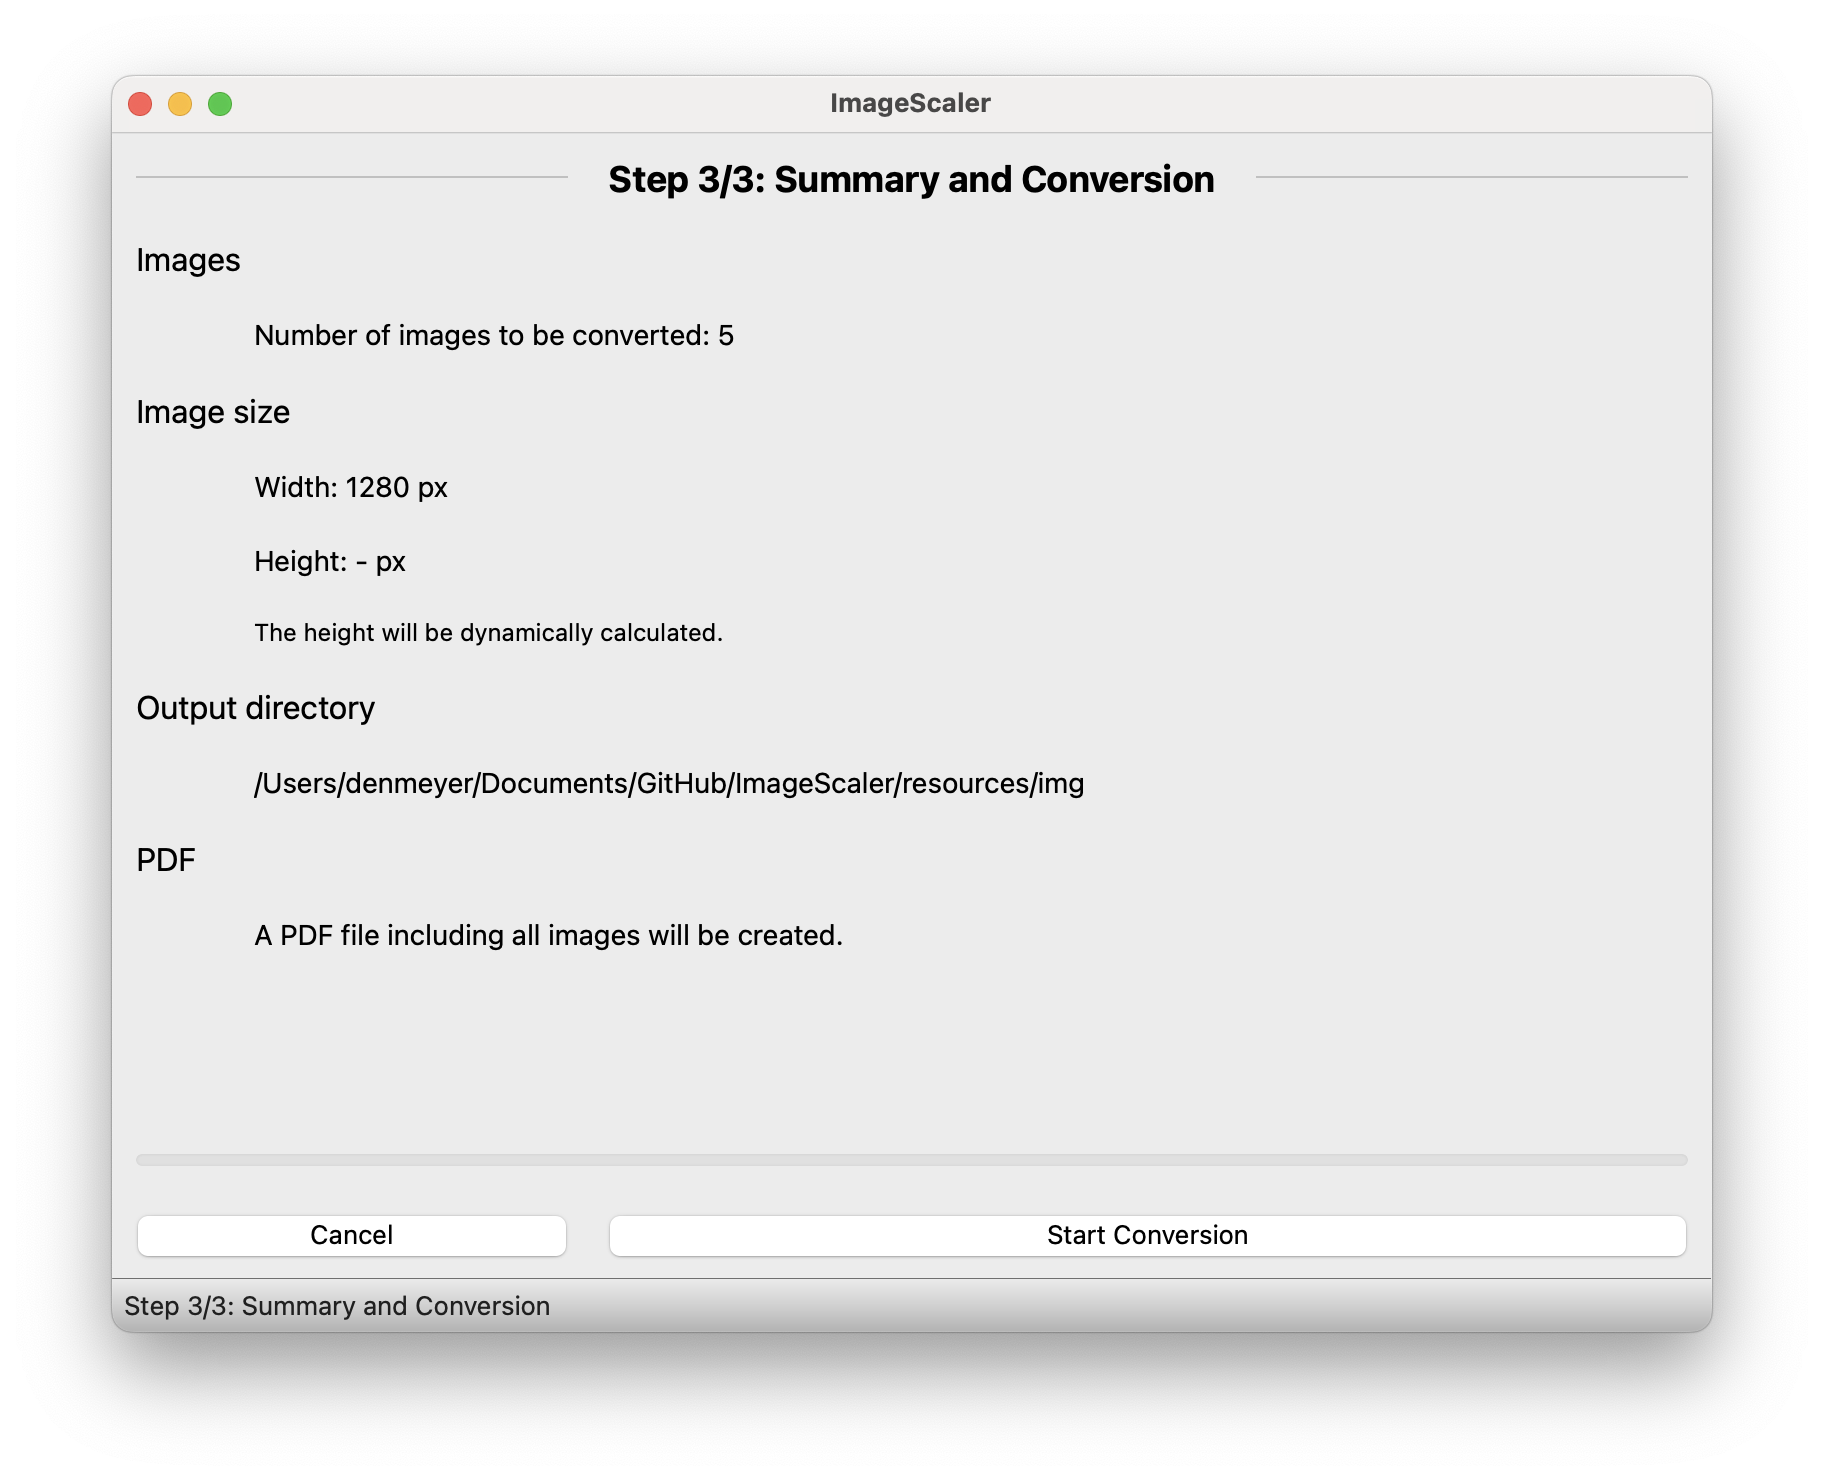 ImageScaler
Step 3/3: Summary and Conversion
Images
Number of images to be converted: 5
Image size
Width: 1280 px
Height: - px
The height will be dynamically calculated.
Output directory
/Users/denmeyer/Documents/GitHub/ImageScaler/resources/img
PDF
A PDF file including all images will be created.
Cancel
Start Conversion
Step 3/3: Summary and Conversion